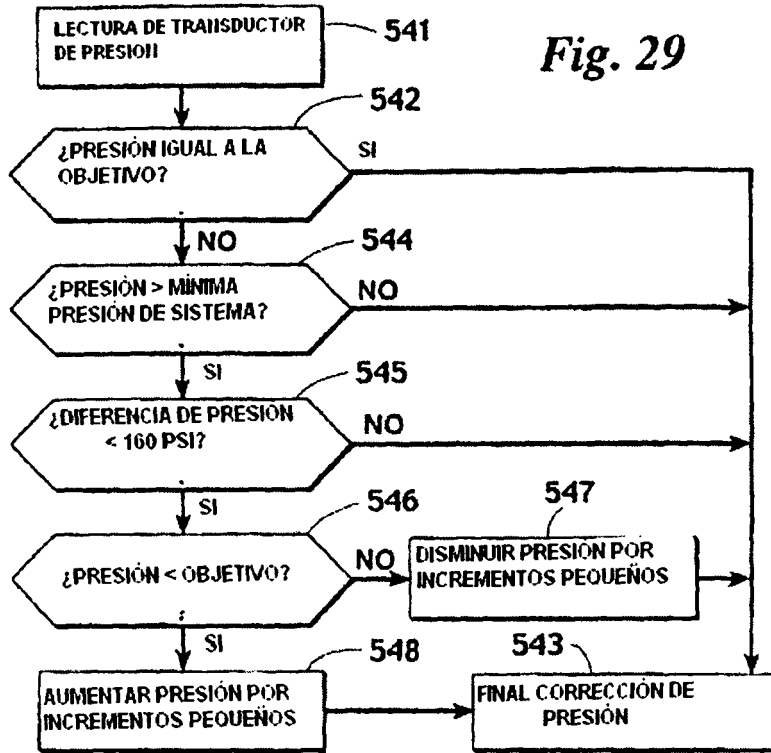 LECTURA DE TRANSDUCTOR
DE PRESION
541
Fig. 29
542
¿PRESIÓN IGUAL A LA
OBJETIVO?
SI
NO
544
¿PRESIÓN > MÍNIMA
PRESIÓN DE SISTEMA?
NO
SI
545
¿DIFERENCIA DE PRESION
< 160 PSI?
NO
SI
546
¿PRESIÓN < OBJETIVO?
NO
547
DISMINUIR PRESIÓN POR
INCREMENTOS PEQUEÑOS
SI
548
AUMENTAR PRESIÓN POR
INCREMENTOS PEQUEÑOS
543
FINAL CORRECCIÓN DE
PRESIÓN